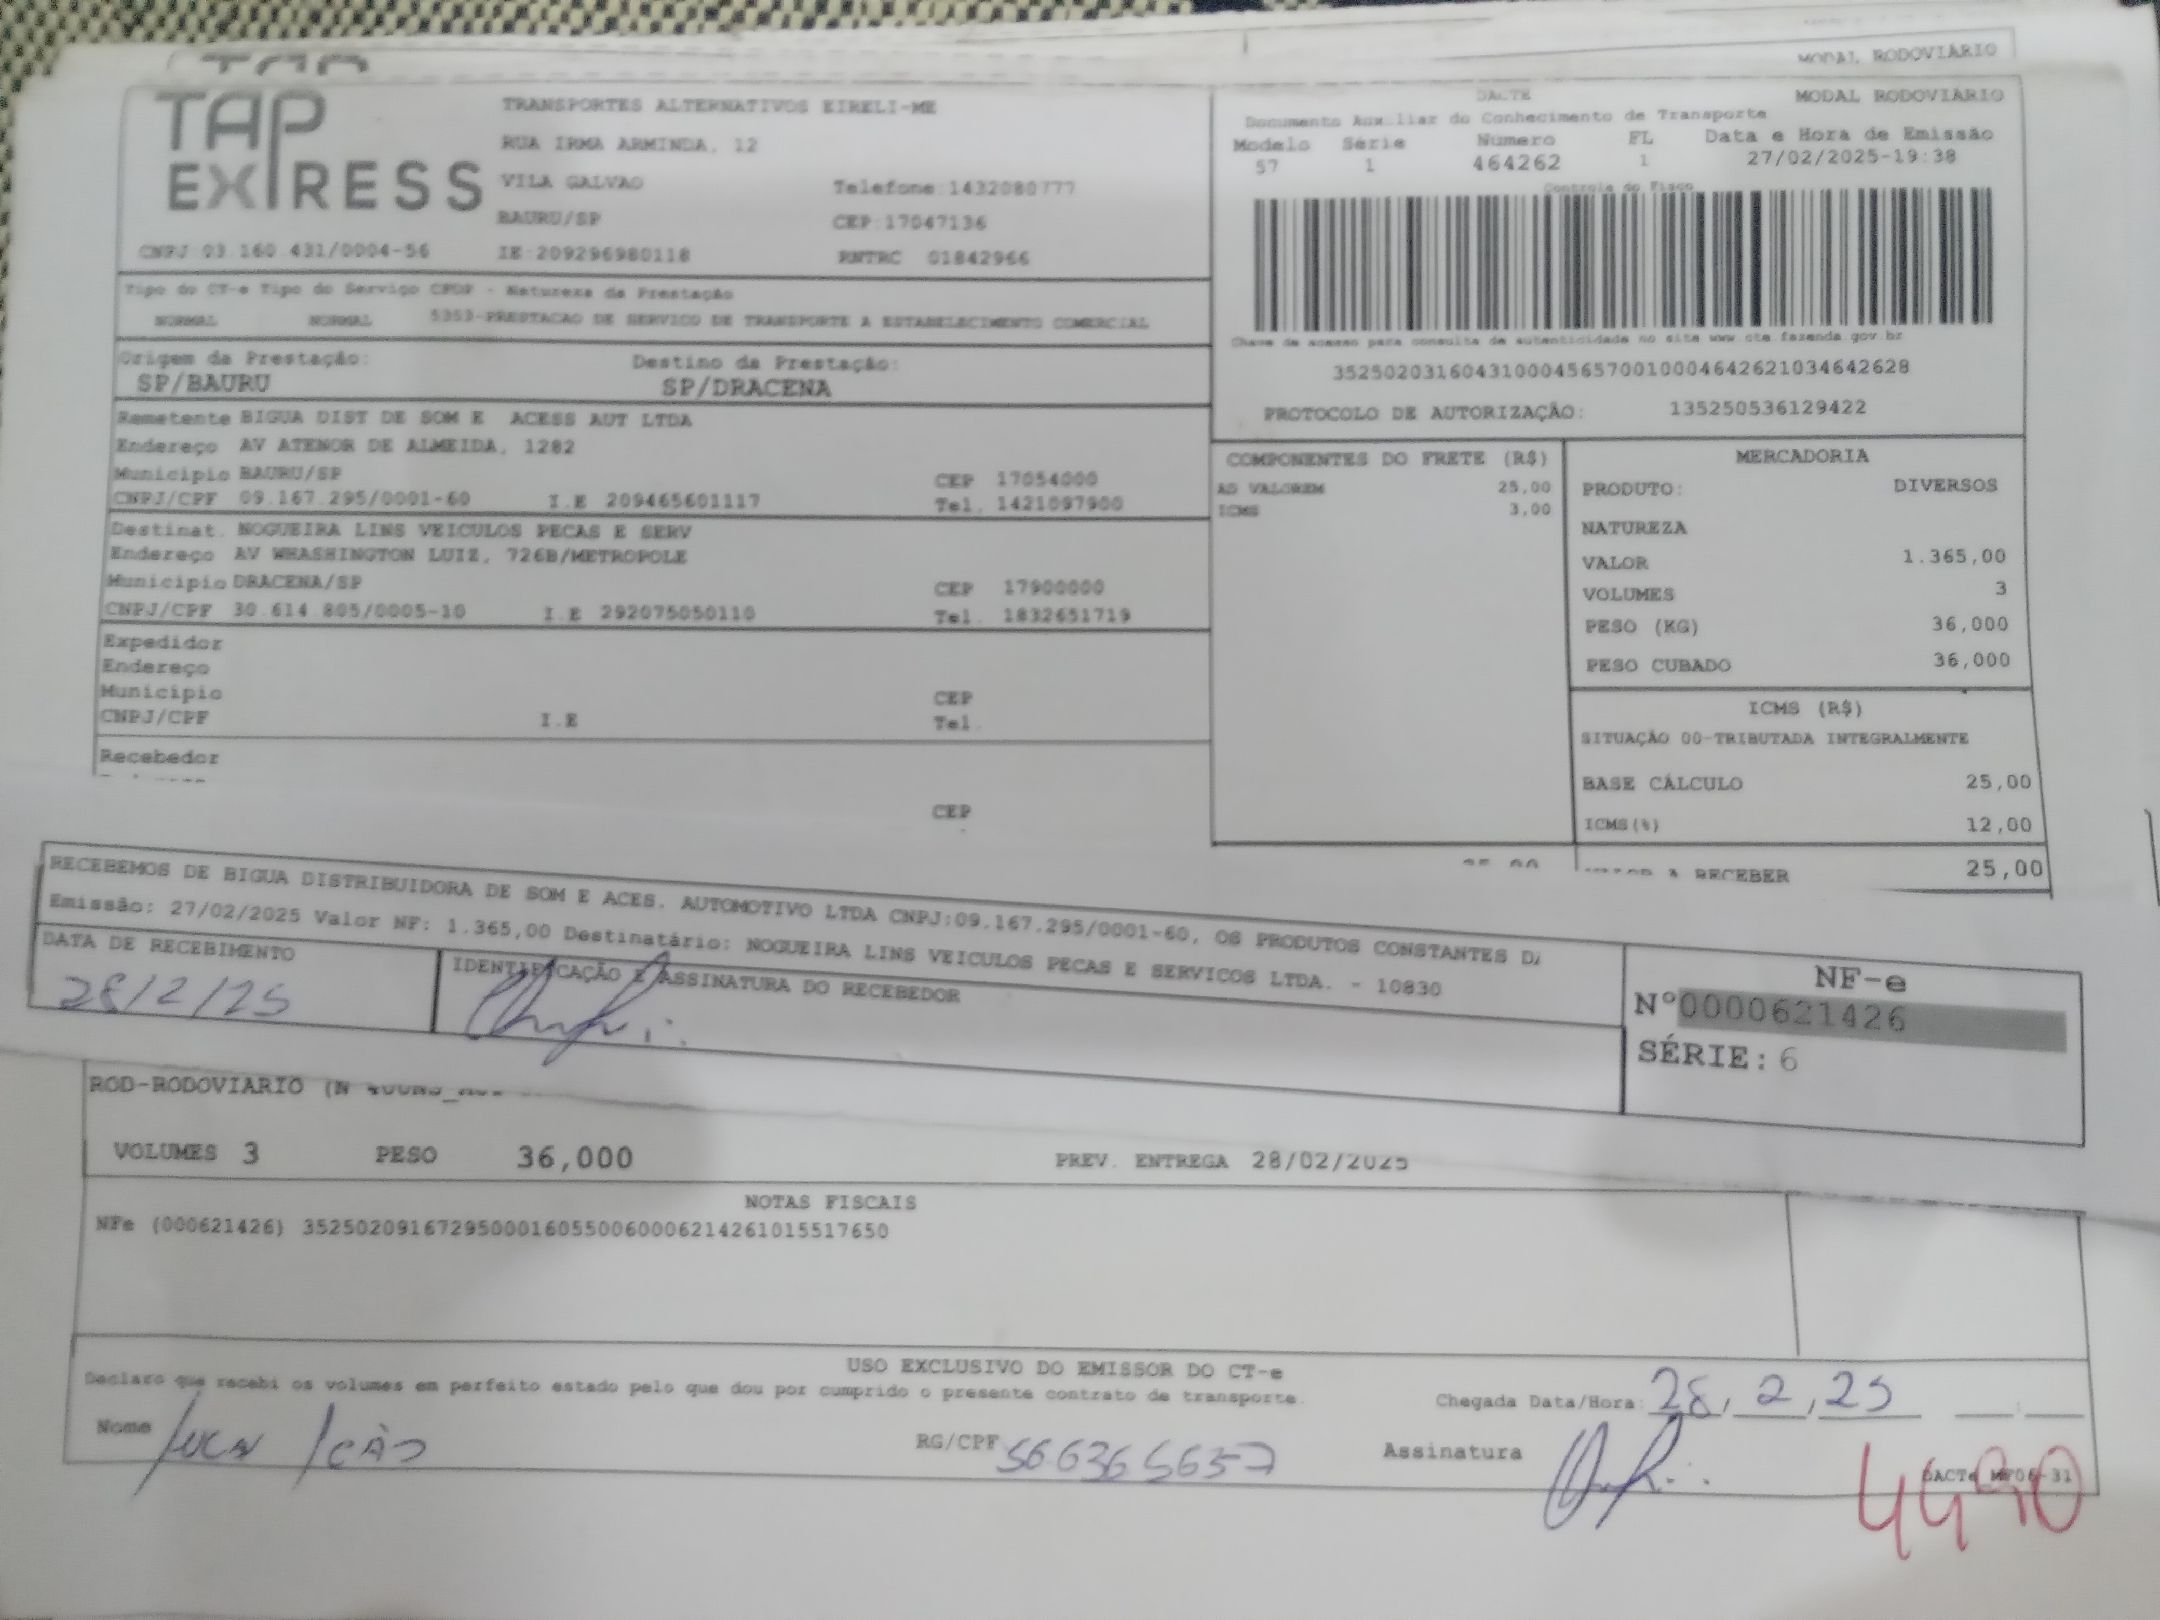 MODAL RODOVIÁRIO
TAP EXPRESS
TRANSPORTES ALTERNATIVOS EIRELI-ME
RUA IRMA ARMINDA, 12
VILA GALVAO Telefone:1432080777
BAURU/SP CEP:17047136
CNPJ 03.160.431/0004-56 IE:209296980118 RNTRC 01842966
DACTE MODAL RODOVIÁRIO
Documento Auxiliar do Conhecimento de Transporte
Modelo Série Numero FL Data e Hora de Emissão
57 1 464262 1 27/02/2025-19:38
Controle do Fisco
Chave de acesso para consulta de autenticidade no site www.cte.fazenda.gov.br
35250203160431000456570010004642621034642628
PROTOCOLO DE AUTORIZAÇÃO: 135250536129422
Tipo do CT-e Tipo do Serviço CFOP - Natureza da Prestação
NORMAL NORMAL 5353-PRESTACAO DE SERVICO DE TRANSPORTE A ESTABELECIMENTO COMERCIAL
Origem da Prestação: Destino da Prestação:
SP/BAURU SP/DRACENA
Remetente BIGUA DIST DE SOM E ACESS AUT LTDA
Endereço AV ATENOR DE ALMEIDA, 1282
Município BAURU/SP CEP 17054000
CNPJ/CPF 09.167.295/0001-60 I.E 209465601117 Tel. 1421097900
Destinat. NOGUEIRA LINS VEICULOS PECAS E SERV
Endereço AV WHASHINGTON LUIZ, 726B/METROPOLE
Município DRACENA/SP CEP 17900000
CNPJ/CPF 30.614.805/0005-10 I.E 292075050110 Tel. 1832651719
Expedidor
Endereço
Município CEP
CNPJ/CPF I.E Tel.
Recebedor
CEP
COMPONENTES DO FRETE (R$)
AD VALOREM 25,00
ICMS 3,00
MERCADORIA
PRODUTO: DIVERSOS
NATUREZA
VALOR 1.365,00
VOLUMES 3
PESO (KG) 36,000
PESO CUBADO 36,000
ICMS (R$)
SITUAÇÃO 00-TRIBUTADA INTEGRALMENTE
BASE CÁLCULO 25,00
ICMS(%) 12,00
A RECEBER 25,00
RECEBEMOS DE BIGUA DISTRIBUIDORA DE SOM E ACES. AUTOMOTIVO LTDA CNPJ:09.167.295/0001-60, OS PRODUTOS CONSTANTES DA
Emissão: 27/02/2025 Valor NF: 1.365,00 Destinatário: NOGUEIRA LINS VEICULOS PECAS E SERVICOS LTDA. - 10830
DATA DE RECEBIMENTO IDENTIFICAÇÃO E ASSINATURA DO RECEBEDOR
28/2/25
NF-e
Nº0000621426
SÉRIE: 6
ROD-RODOVIARIO (N
VOLUMES 3 PESO 36,000 PREV. ENTREGA 28/02/2025
NOTAS FISCAIS
NFe (000621426) 35250209167295000160550060006214261015517650
USO EXCLUSIVO DO EMISSOR DO CT-e
Declaro que recebi os volumes em perfeito estado pelo que dou por cumprido o presente contrato de transporte.
Chegada Data/Hora: 28, 2, 25
Nome RG/CPF 5663655657 Assinatura
DACTe MF06-31
4490